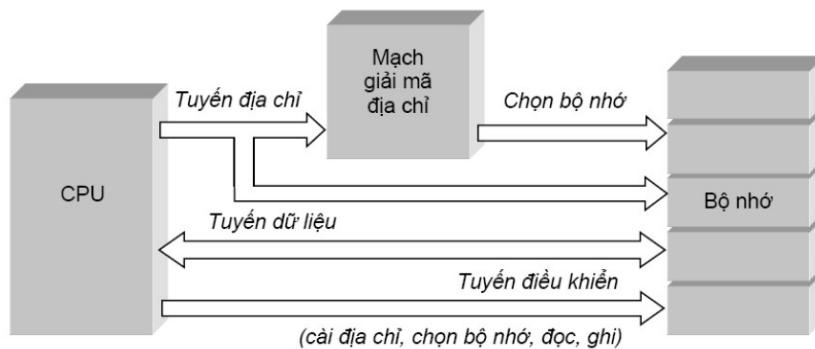 Mạch
giải mã
địa chỉ
Tuyến địa chỉ
Chọn bộ nhớ
CPU
Bộ nhớ
Tuyến dữ liệu
Tuyến điều khiển
(cài địa chỉ, chọn bộ nhớ, đọc, ghi)